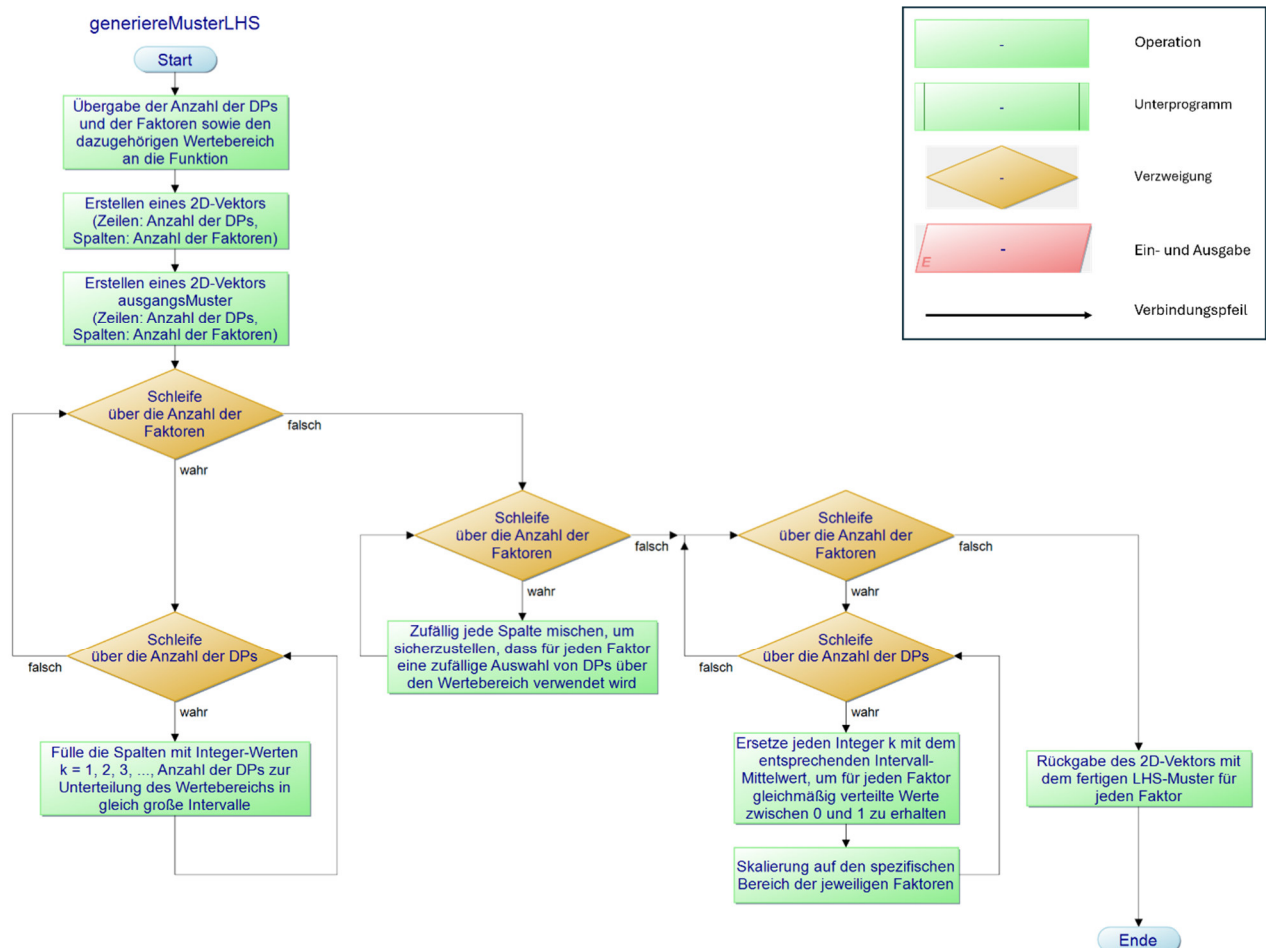 generiereMusterLHS
Start
Übergabe der Anzahl der DPs
und der Faktoren sowie den
dazugehörigen Wertebereich
an die Funktion
Erstellen eines 2D-Vektors
(Zeilen: Anzahl der DPs,
Spalten: Anzahl der Faktoren)
Erstellen eines 2D-Vektors
ausgangsMuster
(Zeilen: Anzahl der DPs,
Spalten: Anzahl der Faktoren)
Schleife
über die Anzahl der
Faktoren
falsch
wahr
Schleife
über die Anzahl der DPs
falsch
wahr
Fülle die Spalten mit Integer-Werten
k = 1, 2, 3, ..., Anzahl der DPs zur
Unterteilung des Wertebereichs in
gleich große Intervalle
Schleife
über die Anzahl der
Faktoren
falsch
wahr
Zufällig jede Spalte mischen, um
sicherzustellen, dass für jeden Faktor
eine zufällige Auswahl von DPs über
den Wertebereich verwendet wird
Schleife
über die Anzahl der
Faktoren
falsch
wahr
Schleife
über die Anzahl der DPs
falsch
wahr
Ersetze jeden Integer k mit dem
entsprechenden Intervall-
Mittelwert, um für jeden Faktor
gleichmäßig verteilte Werte
zwischen 0 und 1 zu erhalten
Skalierung auf den spezifischen
Bereich der jeweiligen Faktoren
Rückgabe des 2D-Vektors mit
dem fertigen LHS-Muster für
jeden Faktor
Ende
-
Operation
-
Unterprogramm
-
Verzweigung
-
E
Ein- und Ausgabe
Verbindungspfeil